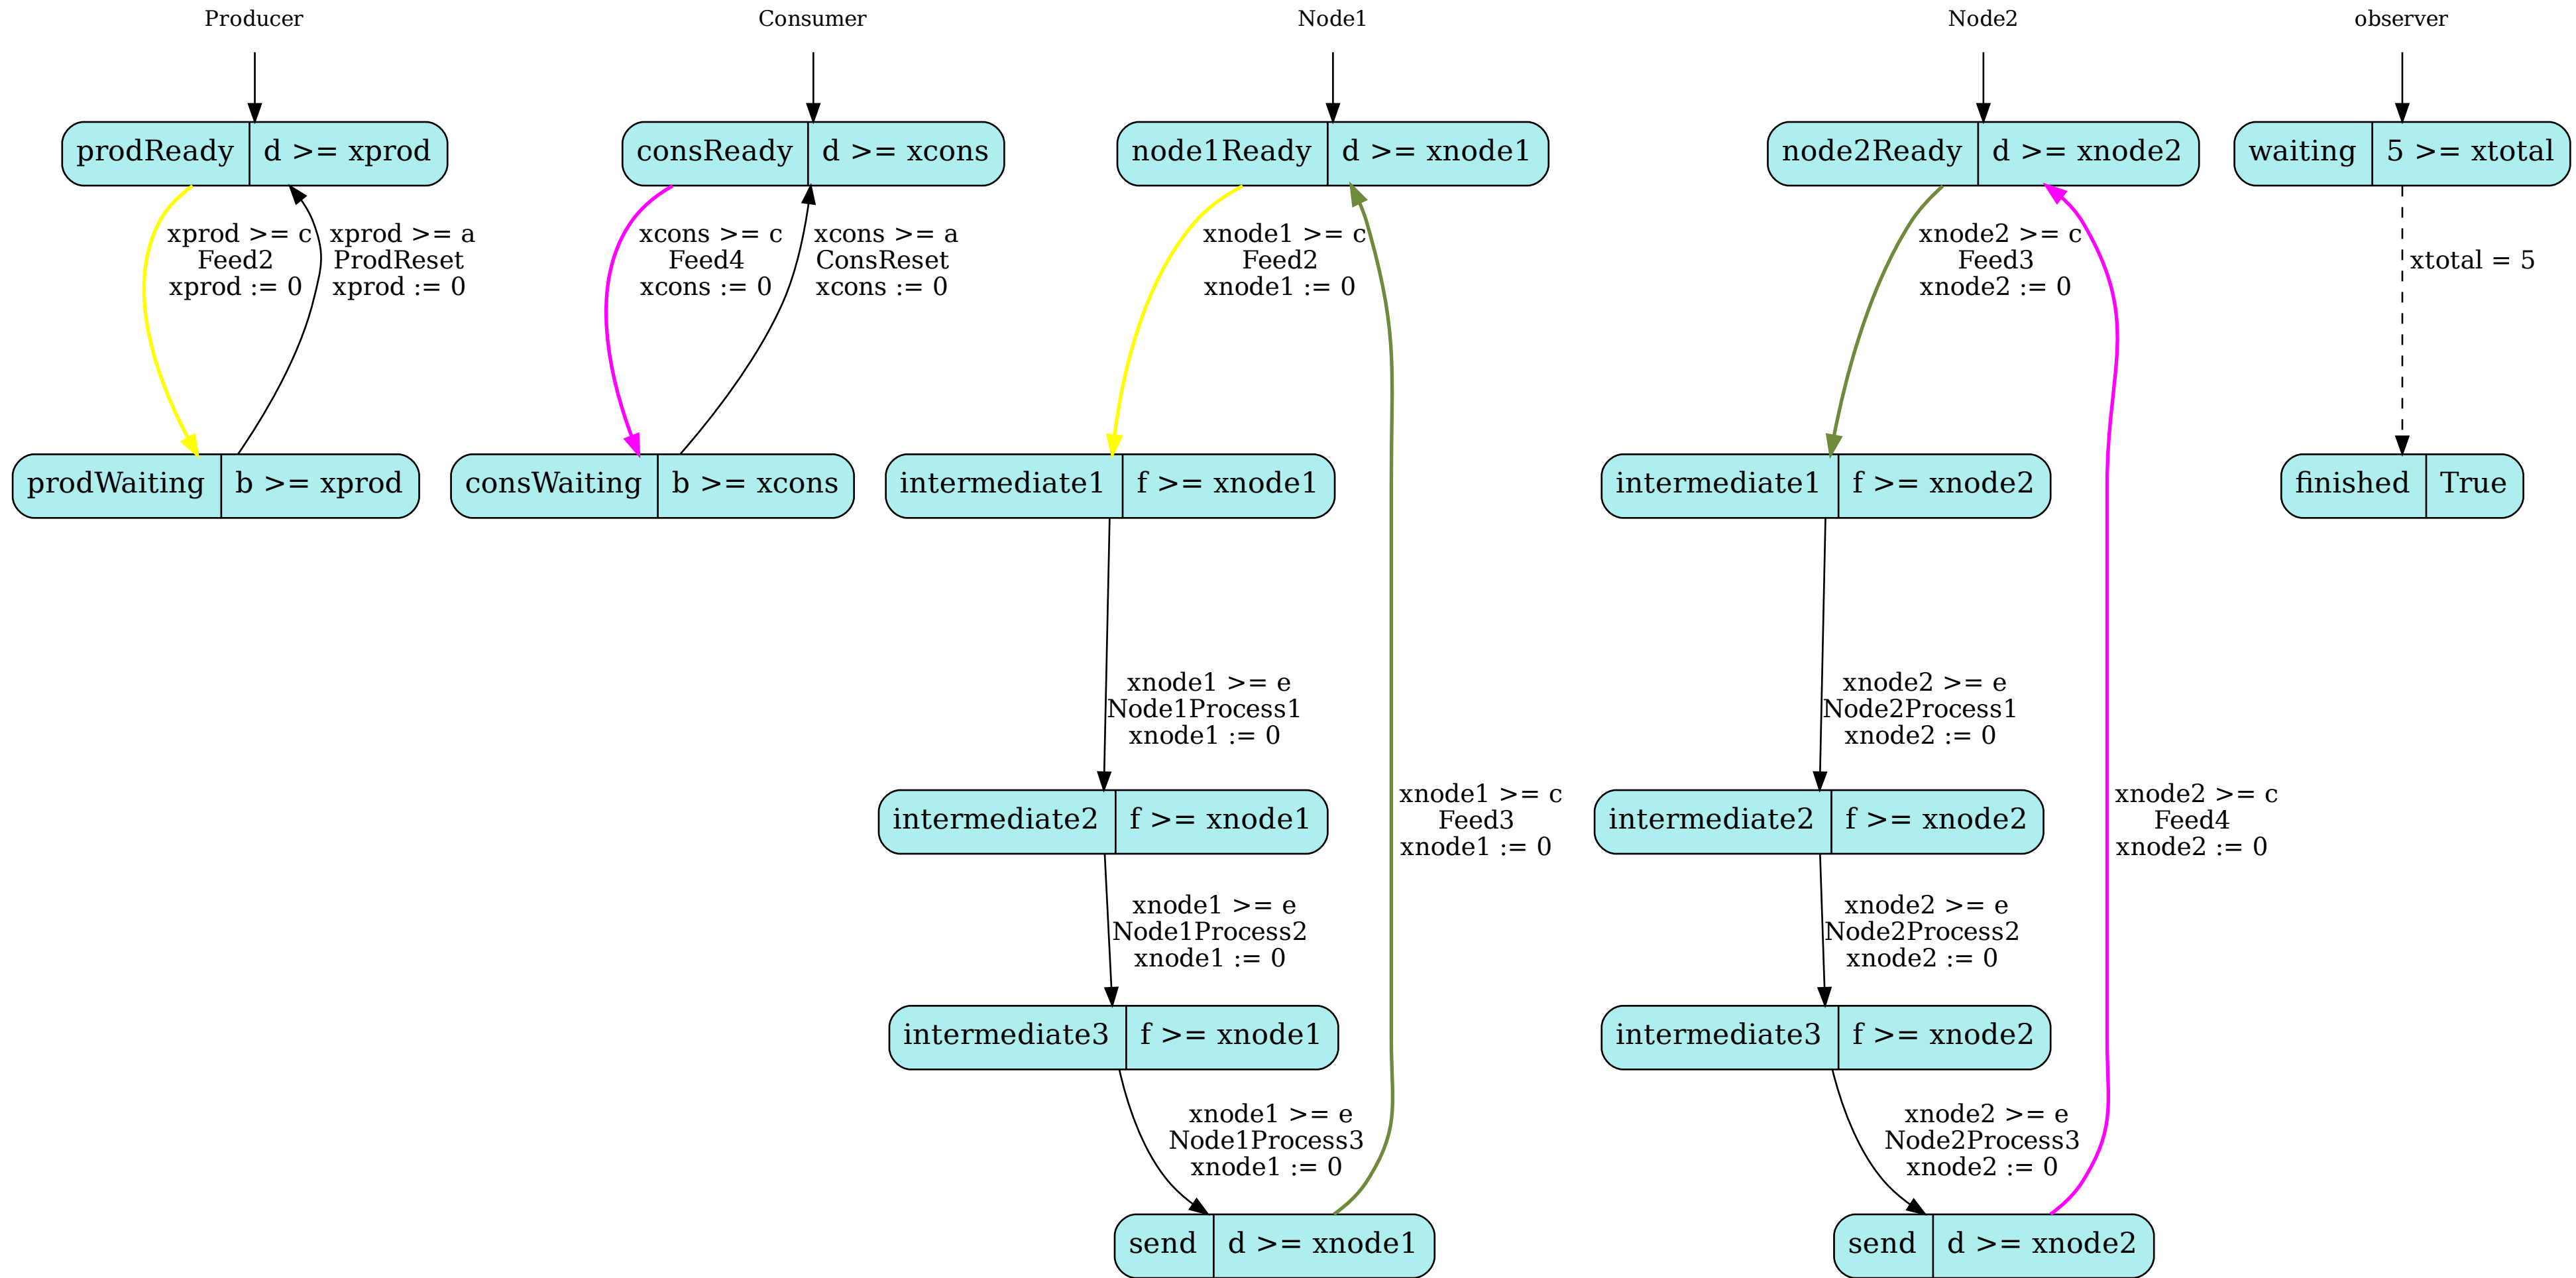 Producer
Consumer
Node1
Node2
observer
prodReady
d >= xprod
consReady
d >= xcons
node1Ready
d >= xnode1
node2Ready
d >= xnode2
waiting
5 >= xtotal
xprod >= c
Feed2
xprod := 0
xprod >= a
ProdReset
xprod := 0
xcons >= c
Feed4
xcons := 0
xcons >= a
ConsReset
xcons := 0
xnode1 >= c
Feed2
xnode1 := 0
xnode2 >= c
Feed3
xnode2 := 0
xtotal = 5
prodWaiting
b >= xprod
consWaiting
b >= xcons
intermediate1
f >= xnode1
intermediate1
f >= xnode2
finished
True
xnode1 >= e
Node1Process1
xnode1 := 0
xnode2 >= e
Node2Process1
xnode2 := 0
intermediate2
f >= xnode1
xnode1 >= c
Feed3
xnode1 := 0
intermediate2
f >= xnode2
xnode2 >= c
Feed4
xnode2 := 0
xnode1 >= e
Node1Process2
xnode1 := 0
xnode2 >= e
Node2Process2
xnode2 := 0
intermediate3
f >= xnode1
intermediate3
f >= xnode2
xnode1 >= e
Node1Process3
xnode1 := 0
xnode2 >= e
Node2Process3
xnode2 := 0
send
d >= xnode1
send
d >= xnode2